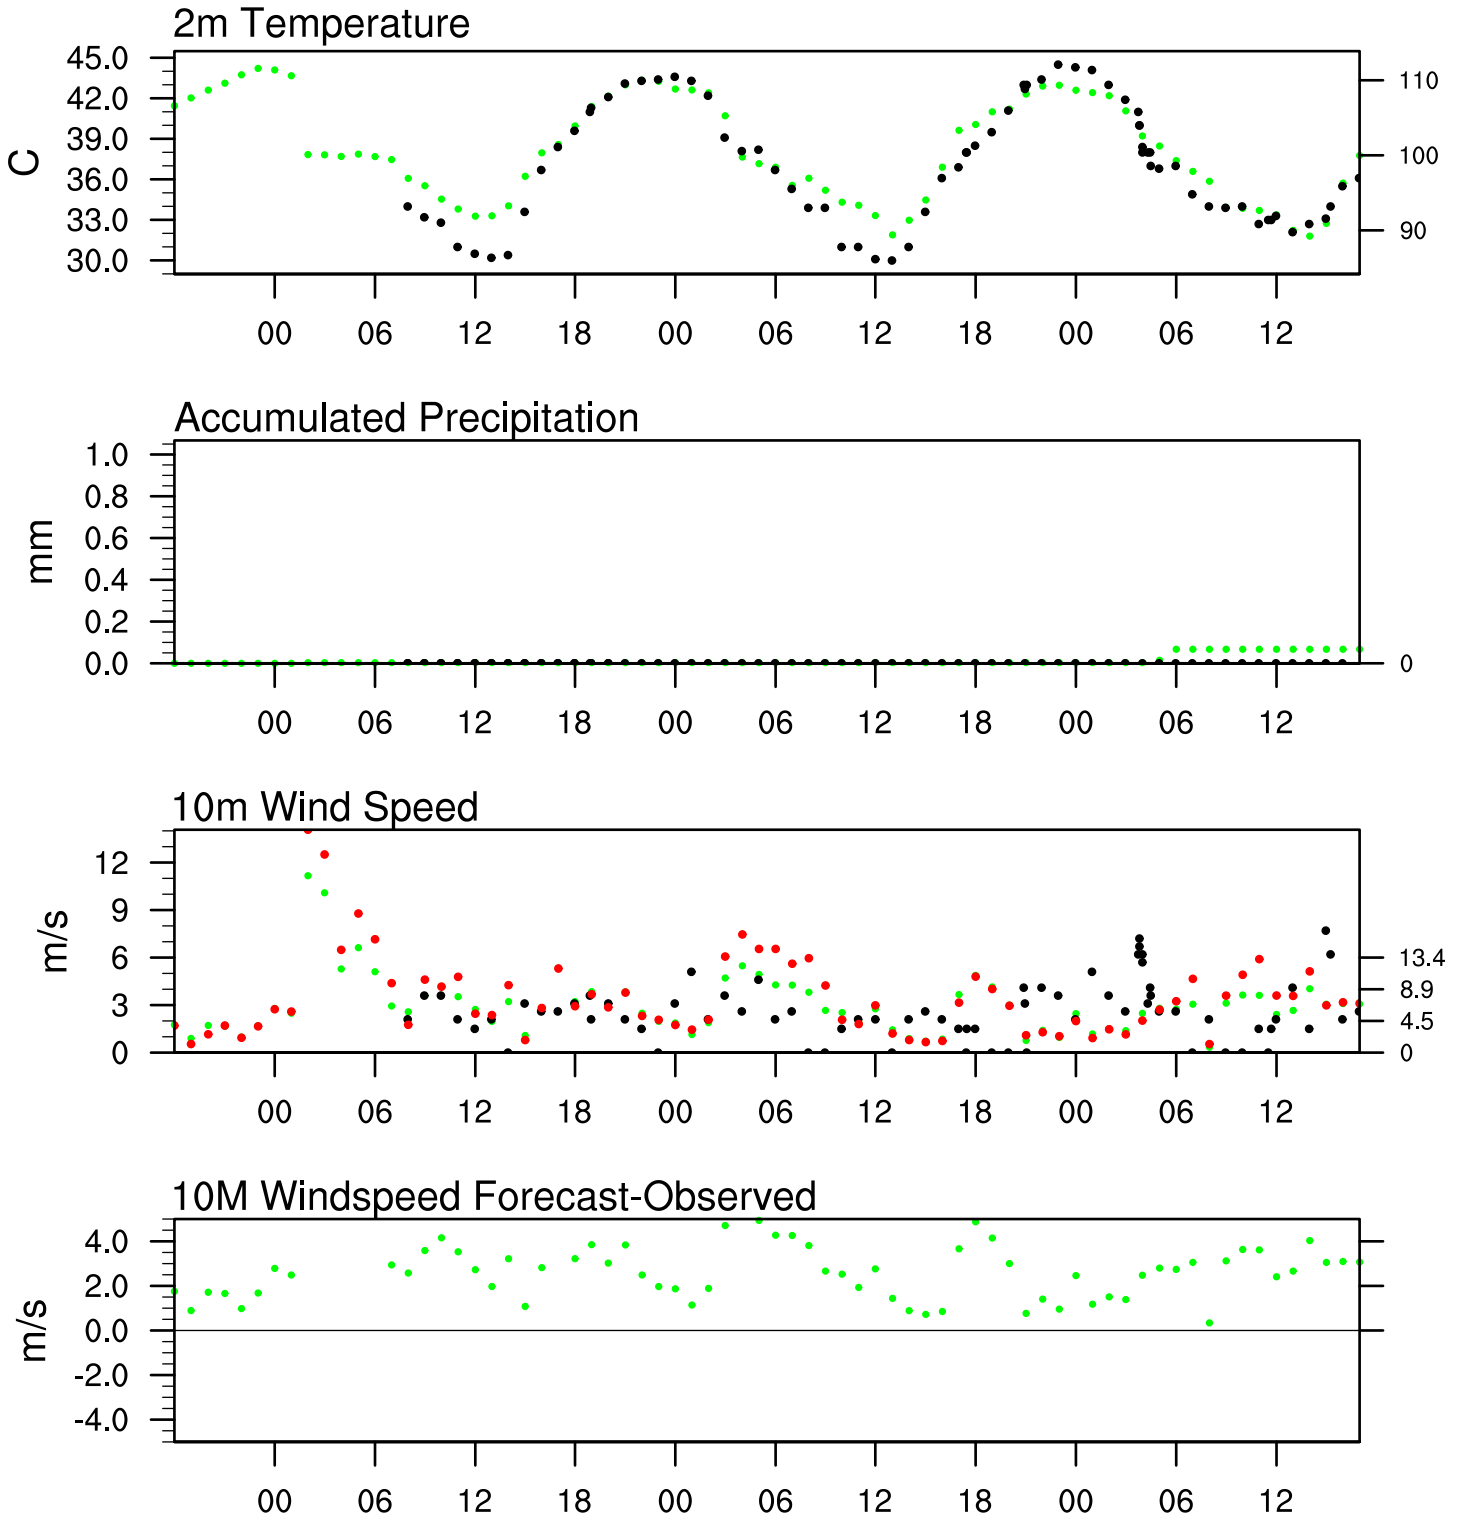 2m Temperature
45.0
42.0
39.0
36.0
33.0
30.0
C
110
100
90
00 06 12 18 00 06 12 18 00 06 12
Accumulated Precipitation
1.0
0.8
0.6
0.4
0.2
0.0
mm
0
00 06 12 18 00 06 12 18 00 06 12
10m Wind Speed
12
9
6
3
0
m/s
13.4
8.9
4.5
0
00 06 12 18 00 06 12 18 00 06 12
10M Windspeed Forecast-Observed
4.0
2.0
0.0
-2.0
-4.0
m/s
00 06 12 18 00 06 12 18 00 06 12